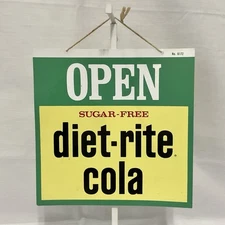 OPEN
SUGAR-FREE
diet-rite
cola